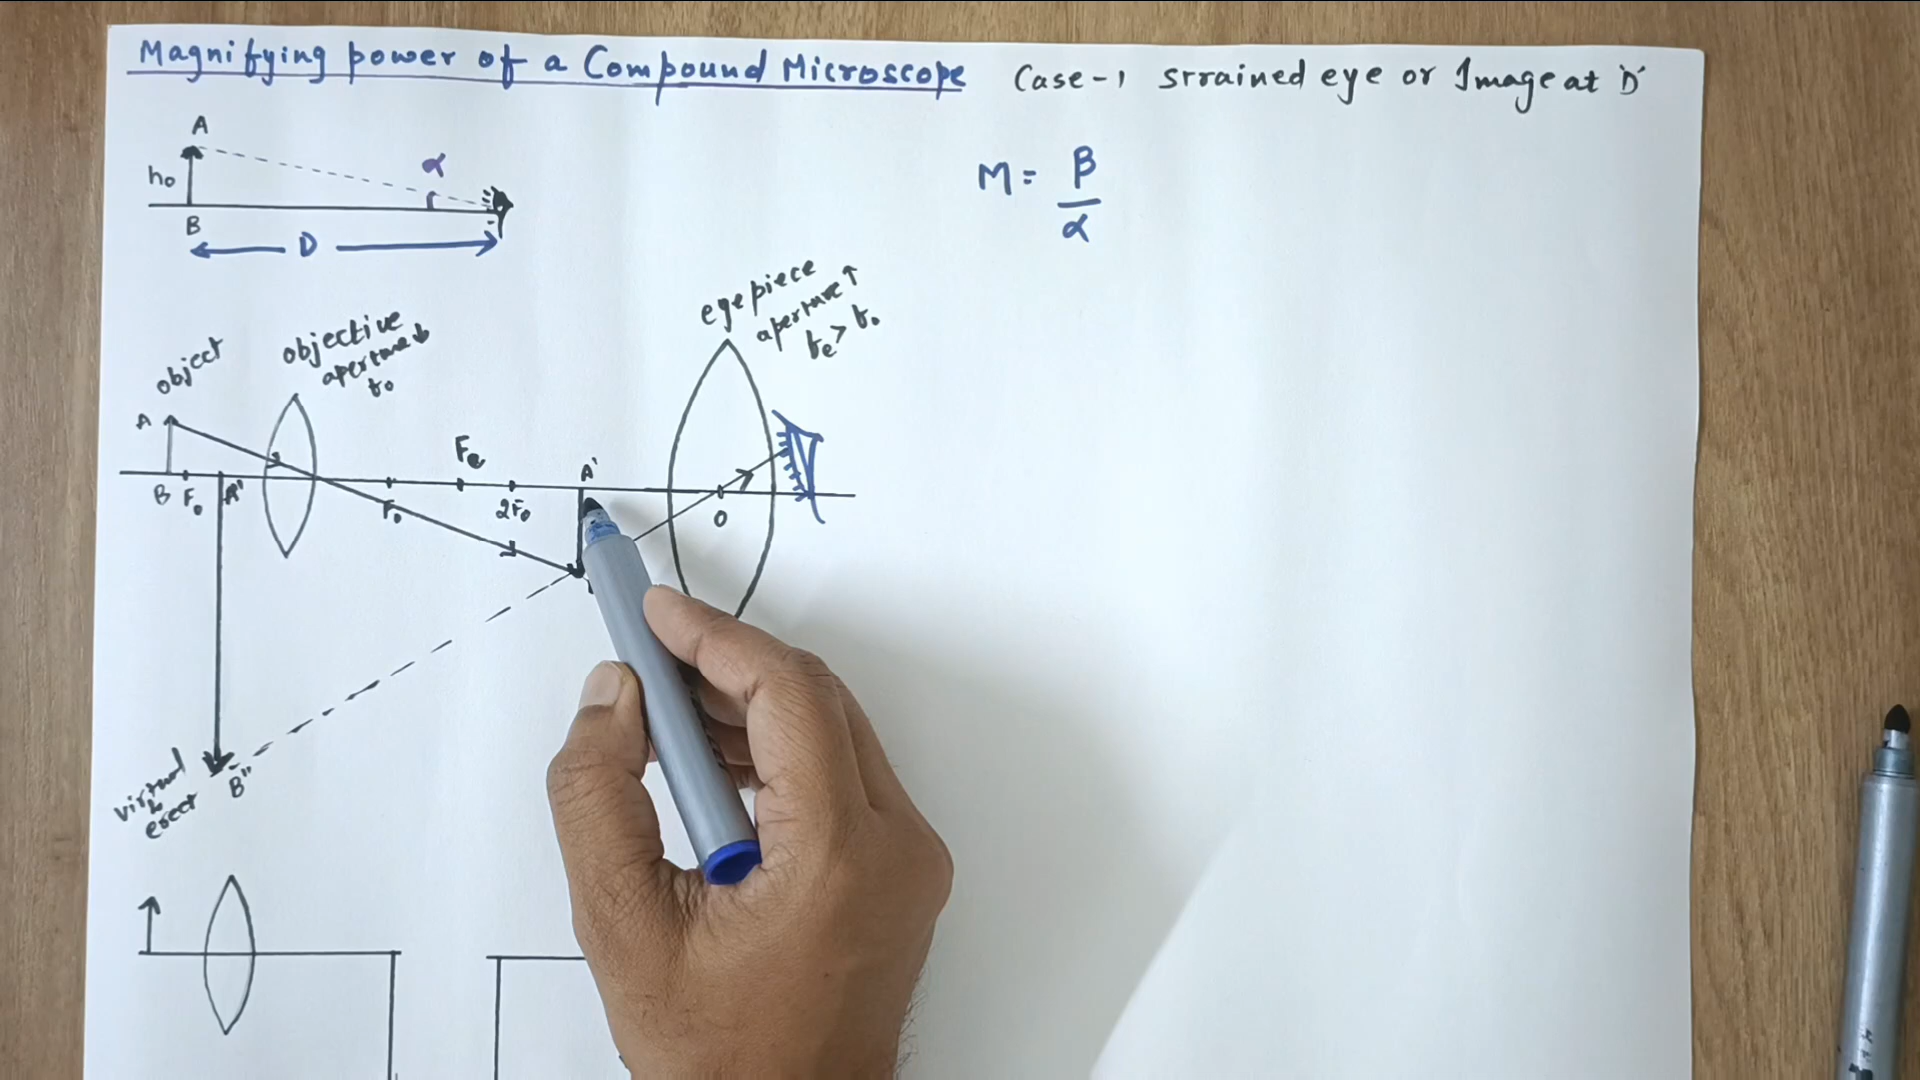 Magnifying power of a Compound Microscope Case-1 strained eye or Image at 'D'
A
α
h₀
B
D
M = β/α
eyepiece
aperture ↑
fe > f₀
object
objective
aperture ↓
f₀
A
Fe
A'
B F₀ A" F₀ 2F₀ O
virtual
&
erect
B"